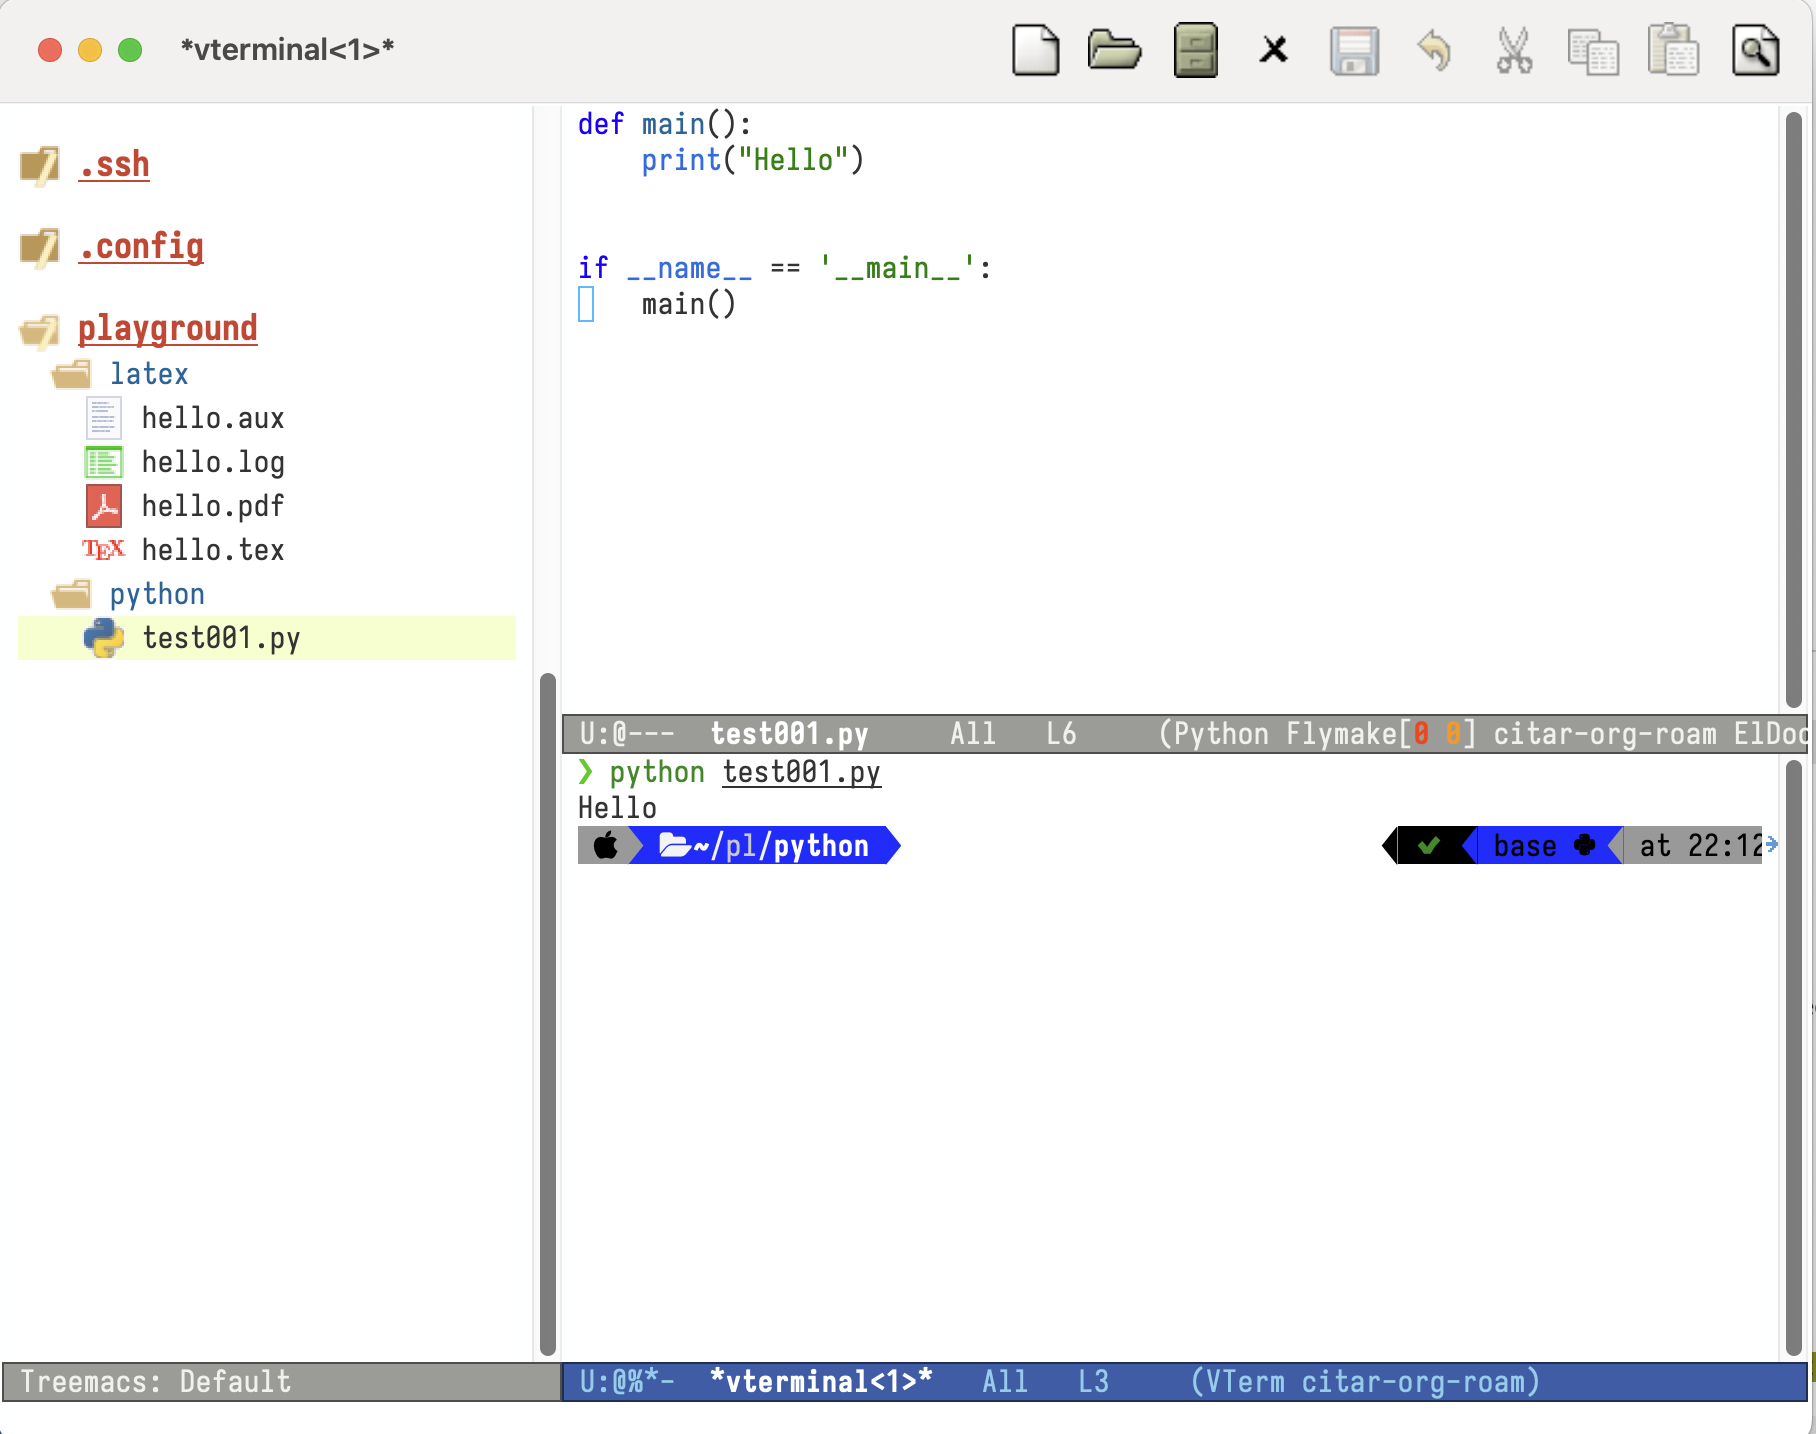 *vterminal<1>*
.ssh
.config
playground
latex
hello.aux
hello.log
hello.pdf
TEX hello.tex
python
test001.py
Treemacs: Default
def main():
    print("Hello")
if __name__ == '__main__':
    main()
U:@--- test001.py All L6 (Python Flymake[0 0] citar-org-roam ElDoc
❯ python test001.py
Hello
~/pl/python ✔ base at 22:12
U:@%*- *vterminal<1>* All L3 (VTerm citar-org-roam)